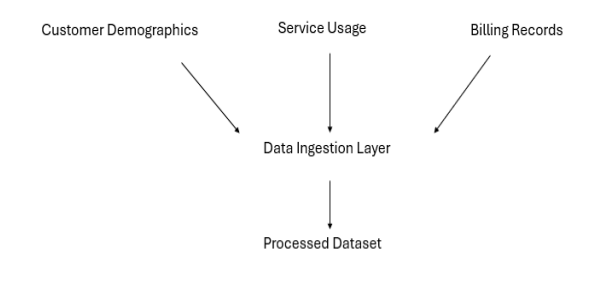 Customer Demographics
Service Usage
Billing Records
Data Ingestion Layer
Processed Dataset